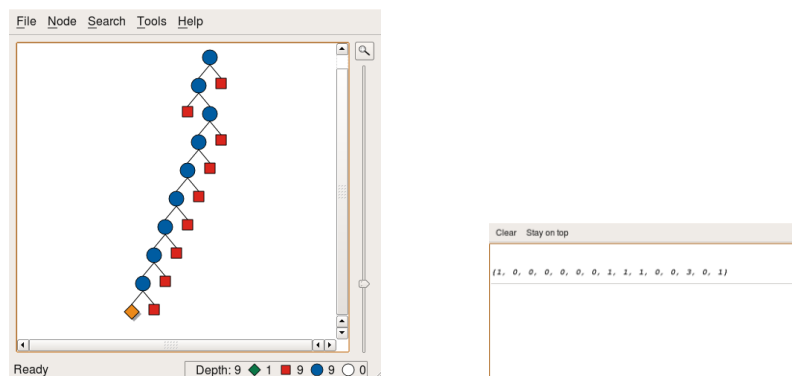 File Node Search Tools Help
Ready
Depth: 9 1 9 9 0
Clear Stay on top
{1, 0, 0, 0, 0, 0, 0, 1, 1, 1, 0, 0, 3, 0, 1}